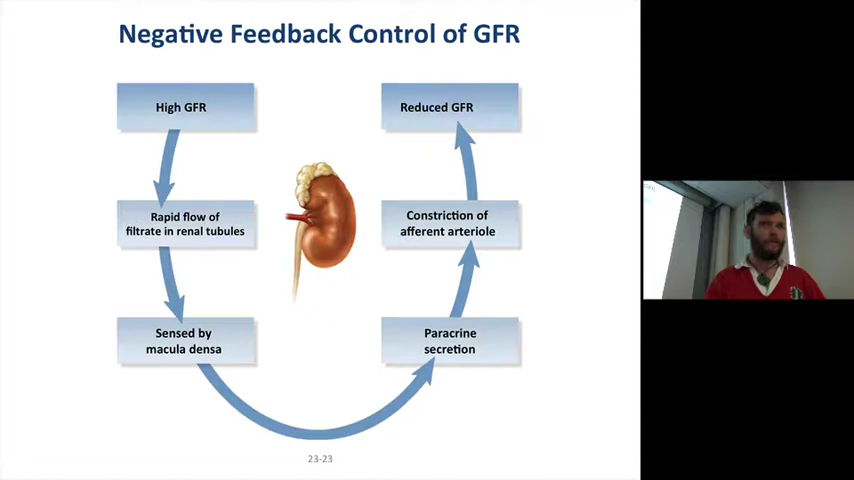 Negative Feedback Control of GFR
High GFR
Rapid flow of
filtrate in renal tubules
Sensed by
macula densa
Paracrine
secretion
Constriction of
afferent arteriole
Reduced GFR
23-23